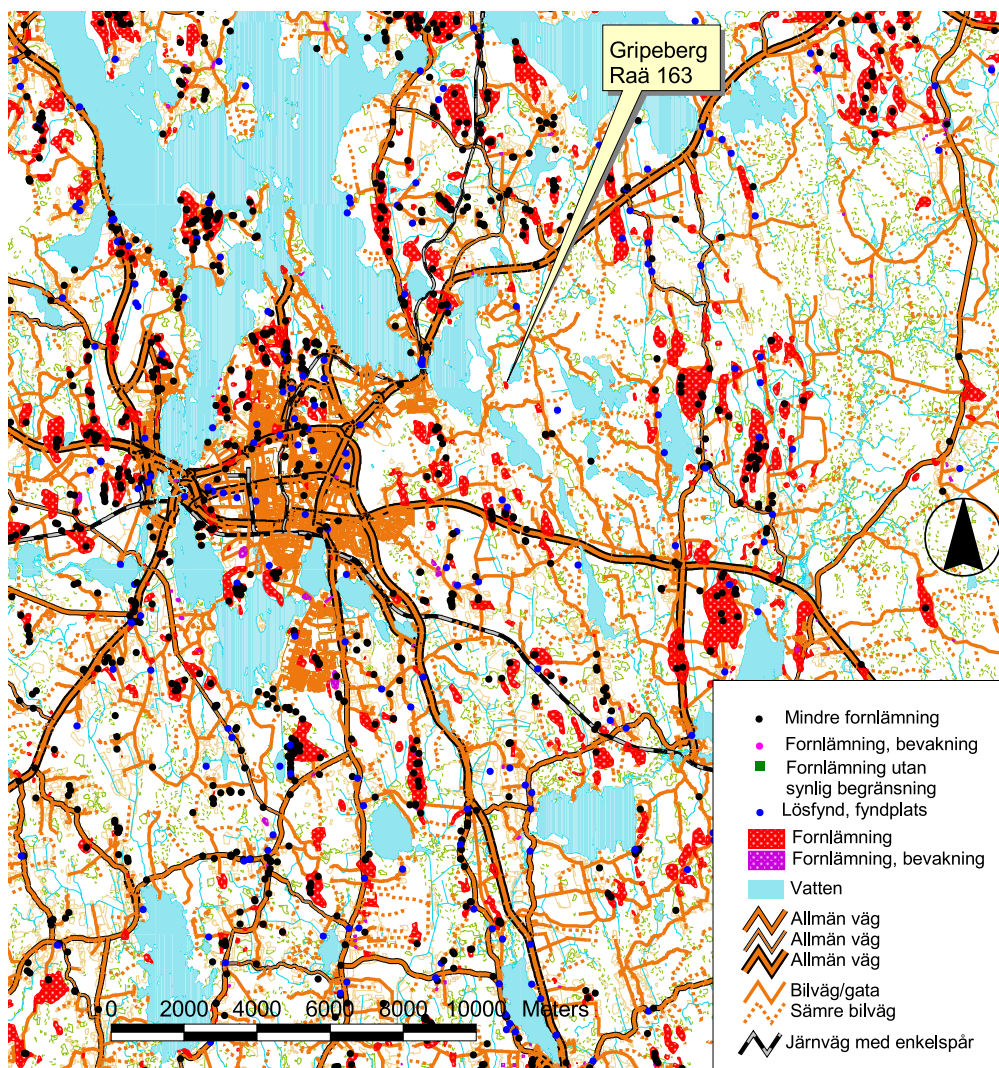 Gripeberg
Raä 163
Mindre fornlämning
Fornlämning, bevakning
Fornlämning utan
synlig begränsning
Lösfynd, fyndplats
Fornlämning
Fornlämning, bevakning
Vatten
Allmän väg
Allmän väg
Allmän väg
Bilväg/gata
Sämre bilväg
Järnväg med enkelspår
0 2000 4000 6000 8000 10000 Meters